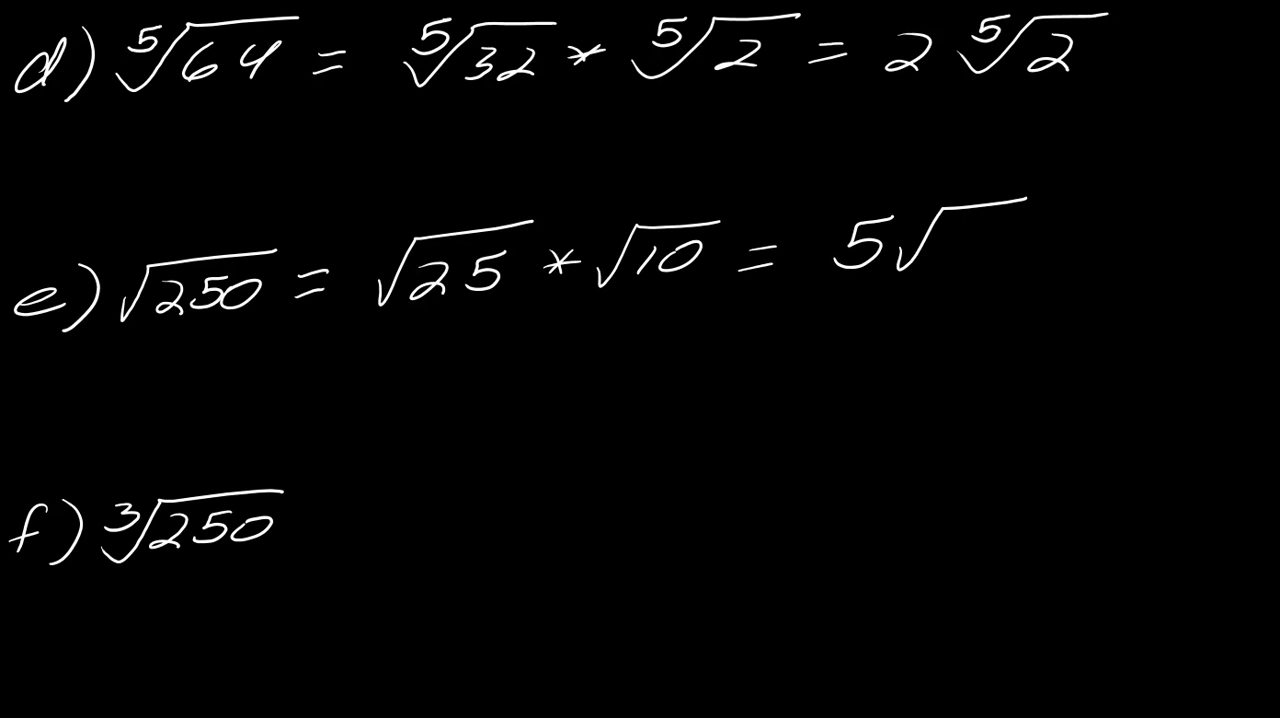 d) ⁵√64 = ⁵√32 * ⁵√2 = 2 ⁵√2
e) √250 = √25 * √10 = 5√
f) ³√250